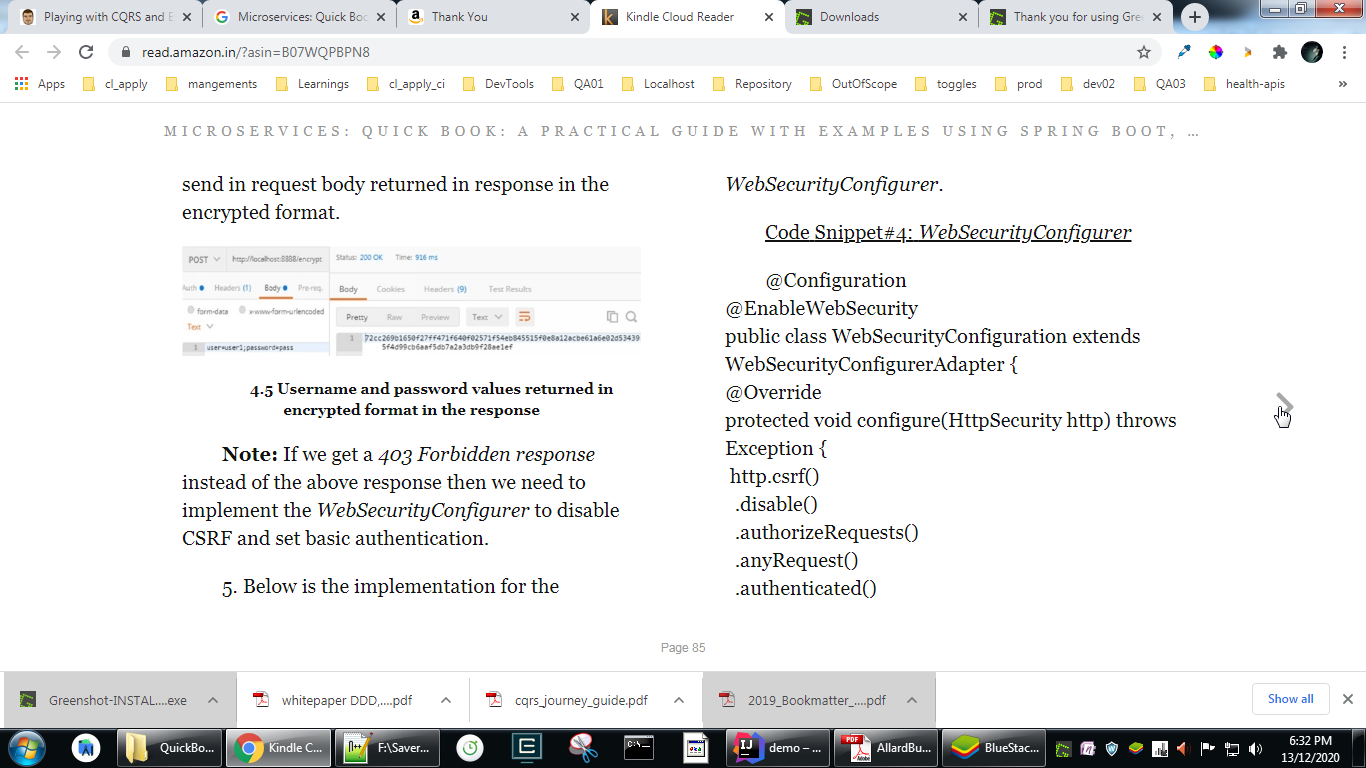 Playing with CQRS and E
Microservices: Quick Boo
Thank You
Kindle Cloud Reader
Downloads
Thank you for using Gre
read.amazon.in/?asin=B07WQPBPN8
Apps cl_apply mangements Learnings cl_apply_ci DevTools QA01 Localhost Repository OutOfScope toggles prod dev02 QA03 health-apis »
MICROSERVICES: QUICK BOOK: A PRACTICAL GUIDE WITH EXAMPLES USING SPRING BOOT, …
send in request body returned in response in the
encrypted format.
POST http://localhost:8888/encrypt
Auth Headers (1) Body Pre-req.
form-data x-www-form-urlencoded
Text
1 user=user1;password=pass
Status: 200 OK Time: 916 ms
Body Cookies Headers (9) Test Results
Pretty Raw Preview Text
4.5 Username and password values returned in
encrypted format in the response
Note: If we get a 403 Forbidden response
instead of the above response then we need to
implement the WebSecurityConfigurer to disable
CSRF and set basic authentication.
5. Below is the implementation for the
WebSecurityConfigurer.
Code Snippet#4: WebSecurityConfigurer
@Configuration
@EnableWebSecurity
public class WebSecurityConfiguration extends
WebSecurityConfigurerAdapter {
@Override
protected void configure(HttpSecurity http) throws
Exception {
http.csrf()
.disable()
.authorizeRequests()
.anyRequest()
.authenticated()
Page 85
Greenshot-INSTAL....exe
whitepaper DDD,....pdf
cqrs_journey_guide.pdf
2019_Bookmatter_....pdf
Show all
QuickBo...
Kindle C...
F:\Saver...
demo – ...
AllardBu...
BlueStac...
6:32 PM
13/12/2020